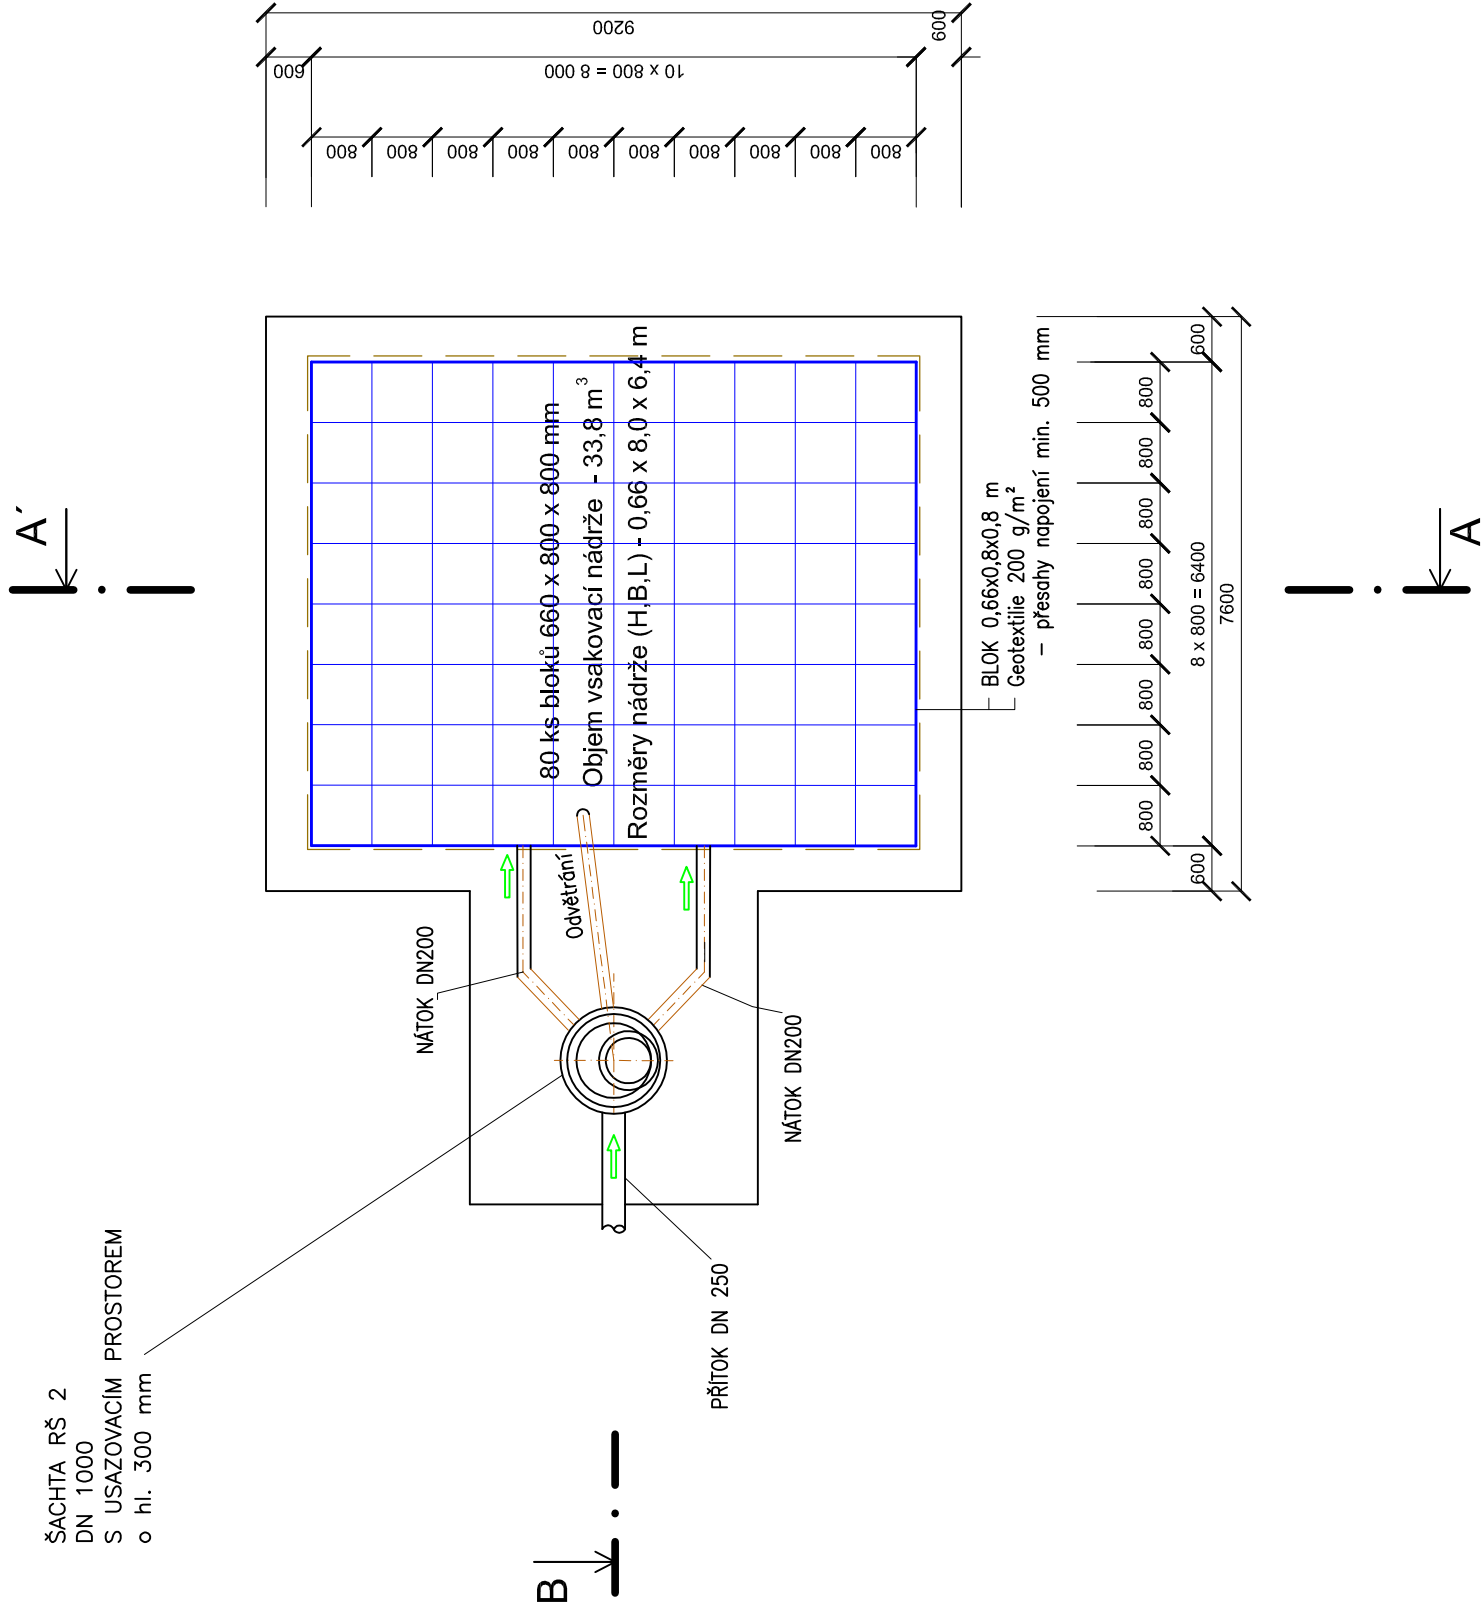 ŠACHTA RŠ 2
DN 1000
S USAZOVACÍM PROSTOREM
o hl. 300 mm
A´
A
B
NÁTOK DN200
Odvětrání
NÁTOK DN200
PŘÍTOK DN 250
80 ks bloků 660 x 800 x 800 mm
Objem vsakovací nádrže - 33,8 m³
Rozměry nádrže (H,B,L) - 0,66 x 8,0 x 6,4 m
BLOK 0,66x0,8x0,8 m
Geotextilie 200 g/m²
– přesahy napojení min. 500 mm
9200
600
10 x 800 = 8 000
600
800
800
800
800
800
800
800
800
800
800
600
800
800
800
800
800
800
800
800
600
8 x 800 = 6400
7600